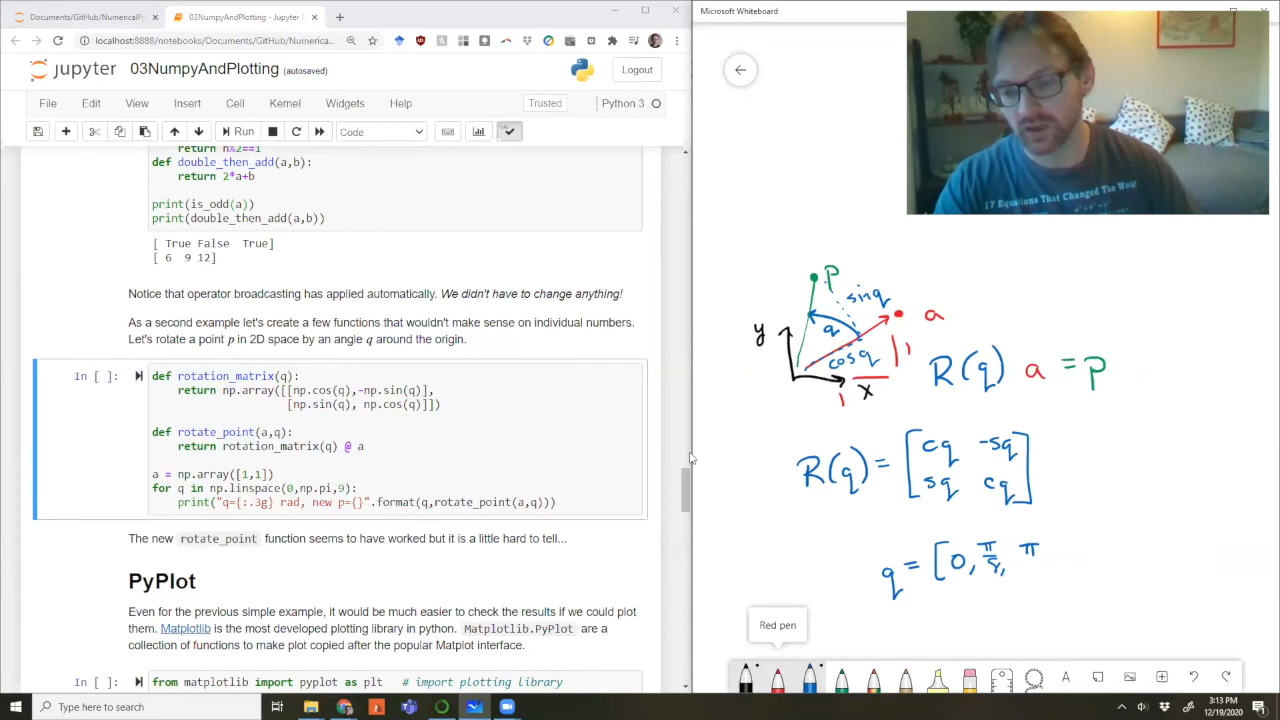 Documents/GitHub/NumericalPy
03NumpyAndPlotting - Jupyter
localhost:8888/notebooks/Documents/GitHub/Numerica...
jupyter 03NumpyAndPlotting (autosaved)
Logout
File Edit View Insert Cell Kernel Widgets Help
Trusted
Python 3
Run
Code
return n%2==1
def double_then_add(a,b):
return 2*a+b
print(is_odd(a))
print(double_then_add(a,b))
[ True False  True]
[ 6  9 12]
Notice that operator broadcasting has applied automatically. We didn't have to change anything!
As a second example let's create a few functions that wouldn't make sense on individual numbers.
Let's rotate a point p in 2D space by an angle q around the origin.
In [ ]:
def rotation_matrix(q):
return np.array([[np.cos(q),-np.sin(q)],
[np.sin(q), np.cos(q)]])
def rotate_point(a,q):
return rotation_matrix(q) @ a
a = np.array([1,1])
for q in np.linspace(0,np.pi,9):
print("q={:.3g} rad, new p={}".format(q,rotate_point(a,q)))
The new rotate_point function seems to have worked but it is a little hard to tell...
PyPlot
Even for the previous simple example, it would be much easier to check the results if we could plot
them. Matplotlib is the most developed plotting library in python. Matplotlib.PyPlot are a
collection of functions to make plot copied after the popular Matplot interface.
In [ ]:
from matplotlib import pyplot as plt # import plotting library
Microsoft Whiteboard
17 Equations That Changed The World
p
sinq
a
q
y
cosq
1
x
1
R(q) a = p
R(q) = [cq -sq
sq cq]
q = [0, π/8, π
Red pen
A
Type here to search
3:13 PM
12/19/2020